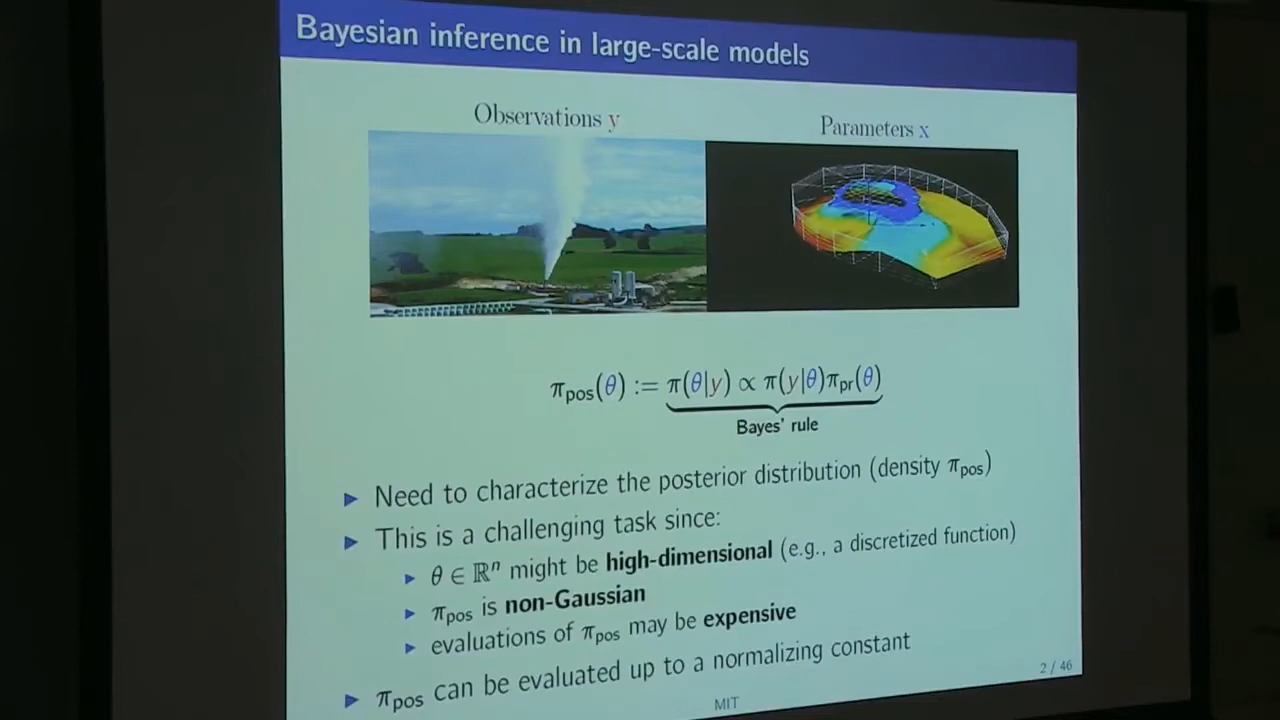 Bayesian inference in large-scale models
Observations y
Parameters x
π_pos(θ) := π(θ|y) ∝ π(y|θ)π_pr(θ)
Bayes' rule
▶ Need to characterize the posterior distribution (density π_pos)
▶ This is a challenging task since:
▶ θ ∈ ℝⁿ might be high-dimensional (e.g., a discretized function)
▶ π_pos is non-Gaussian
▶ evaluations of π_pos may be expensive
▶ π_pos can be evaluated up to a normalizing constant
2 / 46
MIT